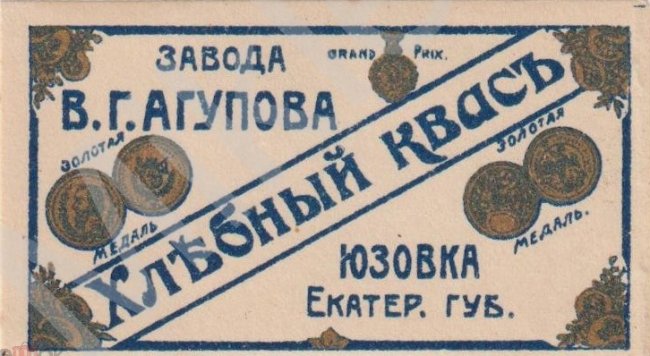 ЗАВОДА
GRAND PRIX.
В. Г. АГУПОВА
ЗОЛОТАЯ
МЕДАЛЬ
ХЛѢБНЫЙ КВАСЪ
ЗОЛОТАЯ
МЕДАЛЬ.
ЮЗОВКА
ЕКАТЕР. ГУБ.